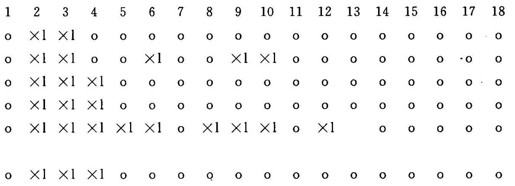 1 2 3 4 5 6 7 8 9 10 11 12 13 14 15 16 17 18
o ×1 ×1 o o o o o o o o o o o o o o o
o ×1 ×1 o o ×1 o o ×1 ×1 o o o o o o o o
o ×1 ×1 ×1 o o o o o o o o o o o o o o
o ×1 ×1 ×1 o o o o o o o o o o o o o o
o ×1 ×1 ×1 ×1 ×1 o ×1 ×1 ×1 o ×1 o o o o o
o ×1 ×1 ×1 o o o o o o o o o o o o o o